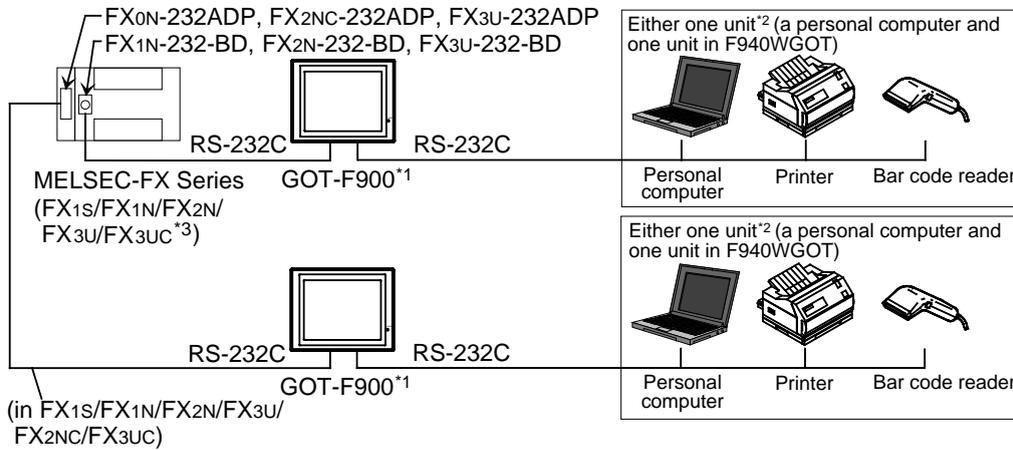 FX0N-232ADP, FX2NC-232ADP, FX3U-232ADP
FX1N-232-BD, FX2N-232-BD, FX3U-232-BD
RS-232C
RS-232C
MELSEC-FX Series
(FX1S/FX1N/FX2N/
FX3U/FX3UC*3)
GOT-F900*1
Either one unit*2 (a personal computer and
one unit in F940WGOT)
Personal
computer
Printer
Bar code reader
RS-232C
RS-232C
GOT-F900*1
(in FX1S/FX1N/FX2N/FX3U/
FX2NC/FX3UC)
Either one unit*2 (a personal computer and
one unit in F940WGOT)
Personal
computer
Printer
Bar code reader